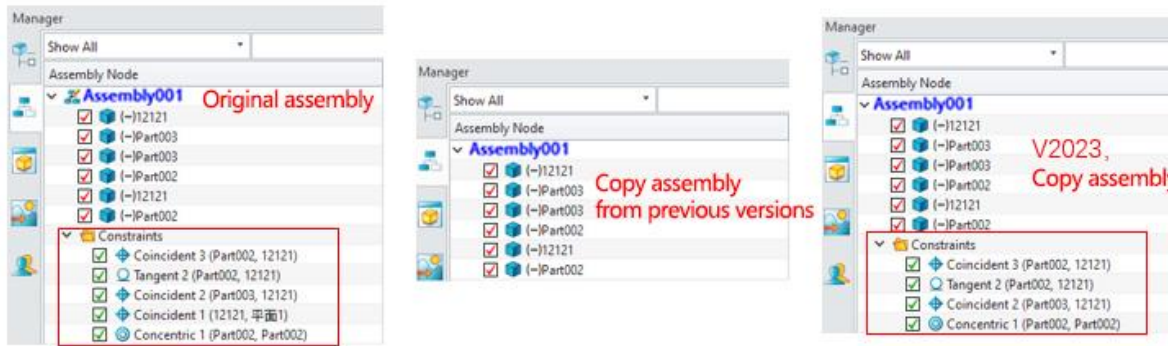 Manager
Show All
Assembly Node
Assembly001
Original assembly
(-)12121
(-)Part003
(-)Part003
(-)Part002
(-)12121
(-)Part002
Constraints
Coincident 3 (Part002, 12121)
Tangent 2 (Part002, 12121)
Coincident 2 (Part003, 12121)
Coincident 1 (12121, 平面1)
Concentric 1 (Part002, Part002)
Manager
Show All
Assembly Node
Assembly001
(-)12121
(-)Part003
(-)Part003
(-)Part002
(-)12121
(-)Part002
Copy assembly
from previous versions
Manager
Show All
Assembly Node
Assembly001
(-)12121
(-)Part003
(-)Part003
(-)Part002
(-)12121
(-)Part002
V2023,
Copy assembly
Constraints
Coincident 3 (Part002, 12121)
Tangent 2 (Part002, 12121)
Coincident 2 (Part003, 12121)
Concentric 1 (Part002, Part002)